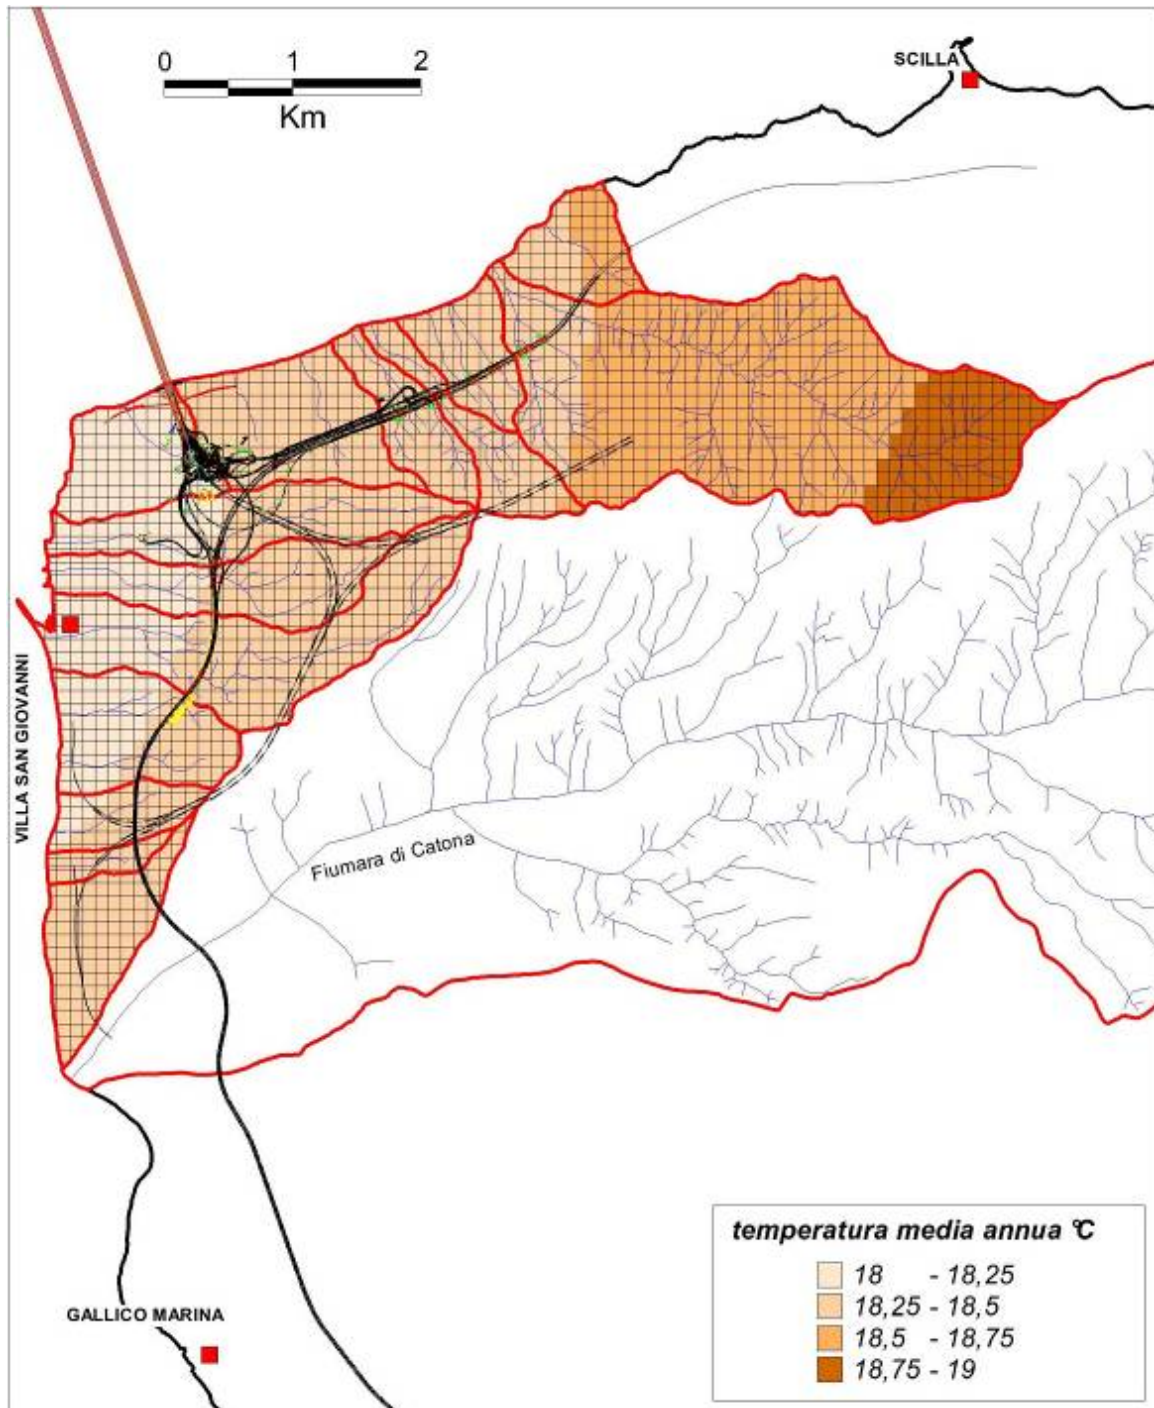 0 1 2
Km
SCILLA
VILLA SAN GIOVANNI
Fiumara di Catona
GALLICO MARINA
temperatura media annua °C
18 - 18,25
18,25 - 18,5
18,5 - 18,75
18,75 - 19